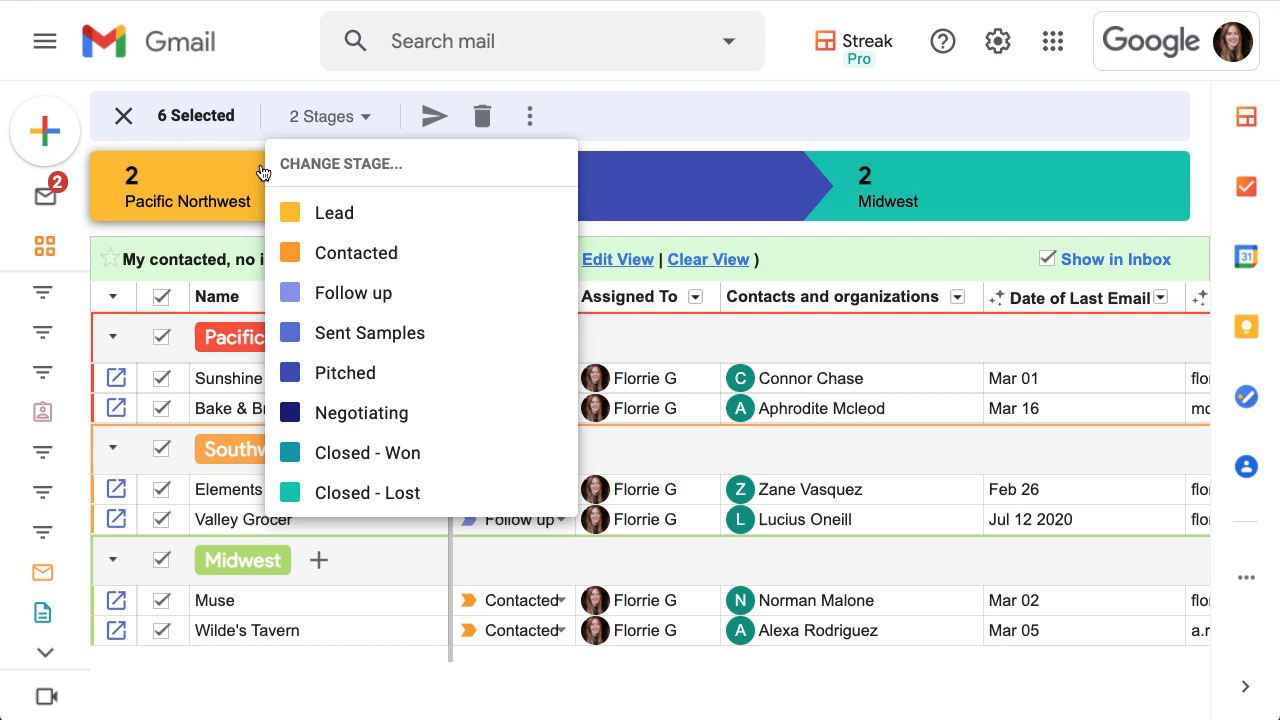 Gmail
Search mail
Streak
Pro
Google
6 Selected
2 Stages
2
CHANGE STAGE...
2
Pacific Northwest
2
Midwest
Lead
Contacted
Follow up
Sent Samples
Pitched
Negotiating
Closed - Won
Closed - Lost
My contacted, no i
Edit View | Clear View )
Show in Inbox
31
Name
Assigned To
Contacts and organizations
Date of Last Email
Pacific
Sunshine
Florrie G
C
Connor Chase
Mar 01
flo
Bake &
Florrie G
A
Aphrodite Mcleod
Mar 16
Southw
Elements
Florrie G
Z
Zane Vasquez
Feb 26
flo
Valley Grocer
Follow up
Florrie G
L
Lucius Oneill
Jul 12 2020
flo
Midwest
Muse
Contacted
Florrie G
N
Norman Malone
Mar 02
flo
Wilde's Tavern
Contacted
Florrie G
A
Alexa Rodriguez
Mar 05
a.r